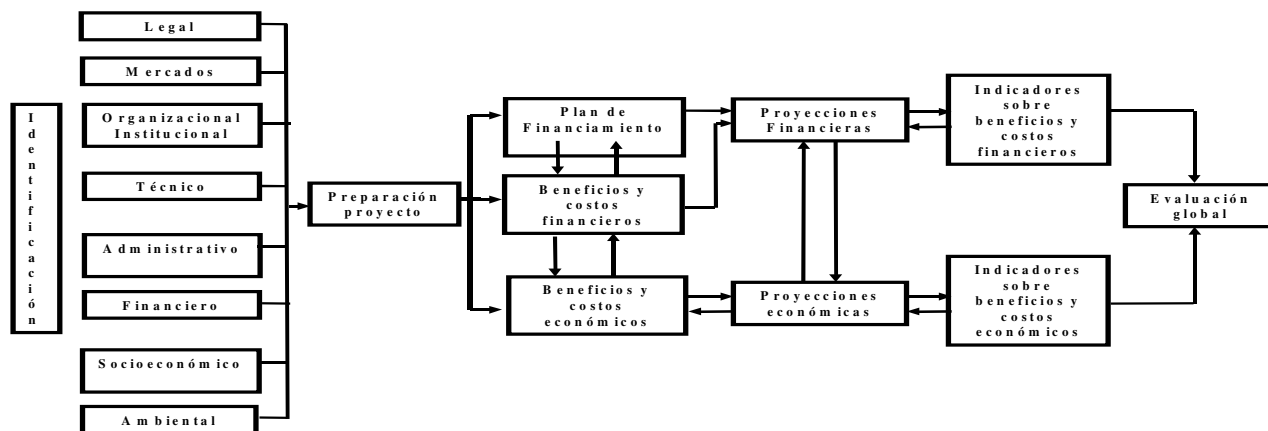 Identificación
Legal
Mercados
Organizacional
Institucional
Técnico
Administrativo
Financiero
Socioeconómico
Ambiental
Preparación
proyecto
Plan de
Financiamiento
Beneficios y
costos
financieros
Beneficios y
costos
económicos
Proyecciones
Financieras
Proyecciones
económicas
Indicadores
sobre
beneficios y
costos
financieros
Indicadores
sobre
beneficios y
costos
económicos
Evaluación
global